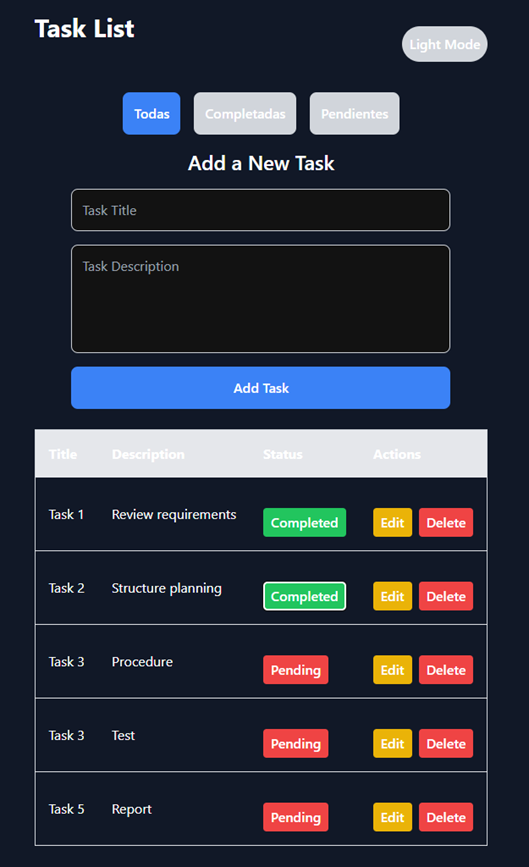 Task List
Light Mode
Todas Completadas Pendientes
Add a New Task
Task Title
Task Description
Add Task
Title Description Status Actions
Task 1 Review requirements Completed Edit Delete
Task 2 Structure planning Completed Edit Delete
Task 3 Procedure Pending Edit Delete
Task 3 Test Pending Edit Delete
Task 5 Report Pending Edit Delete